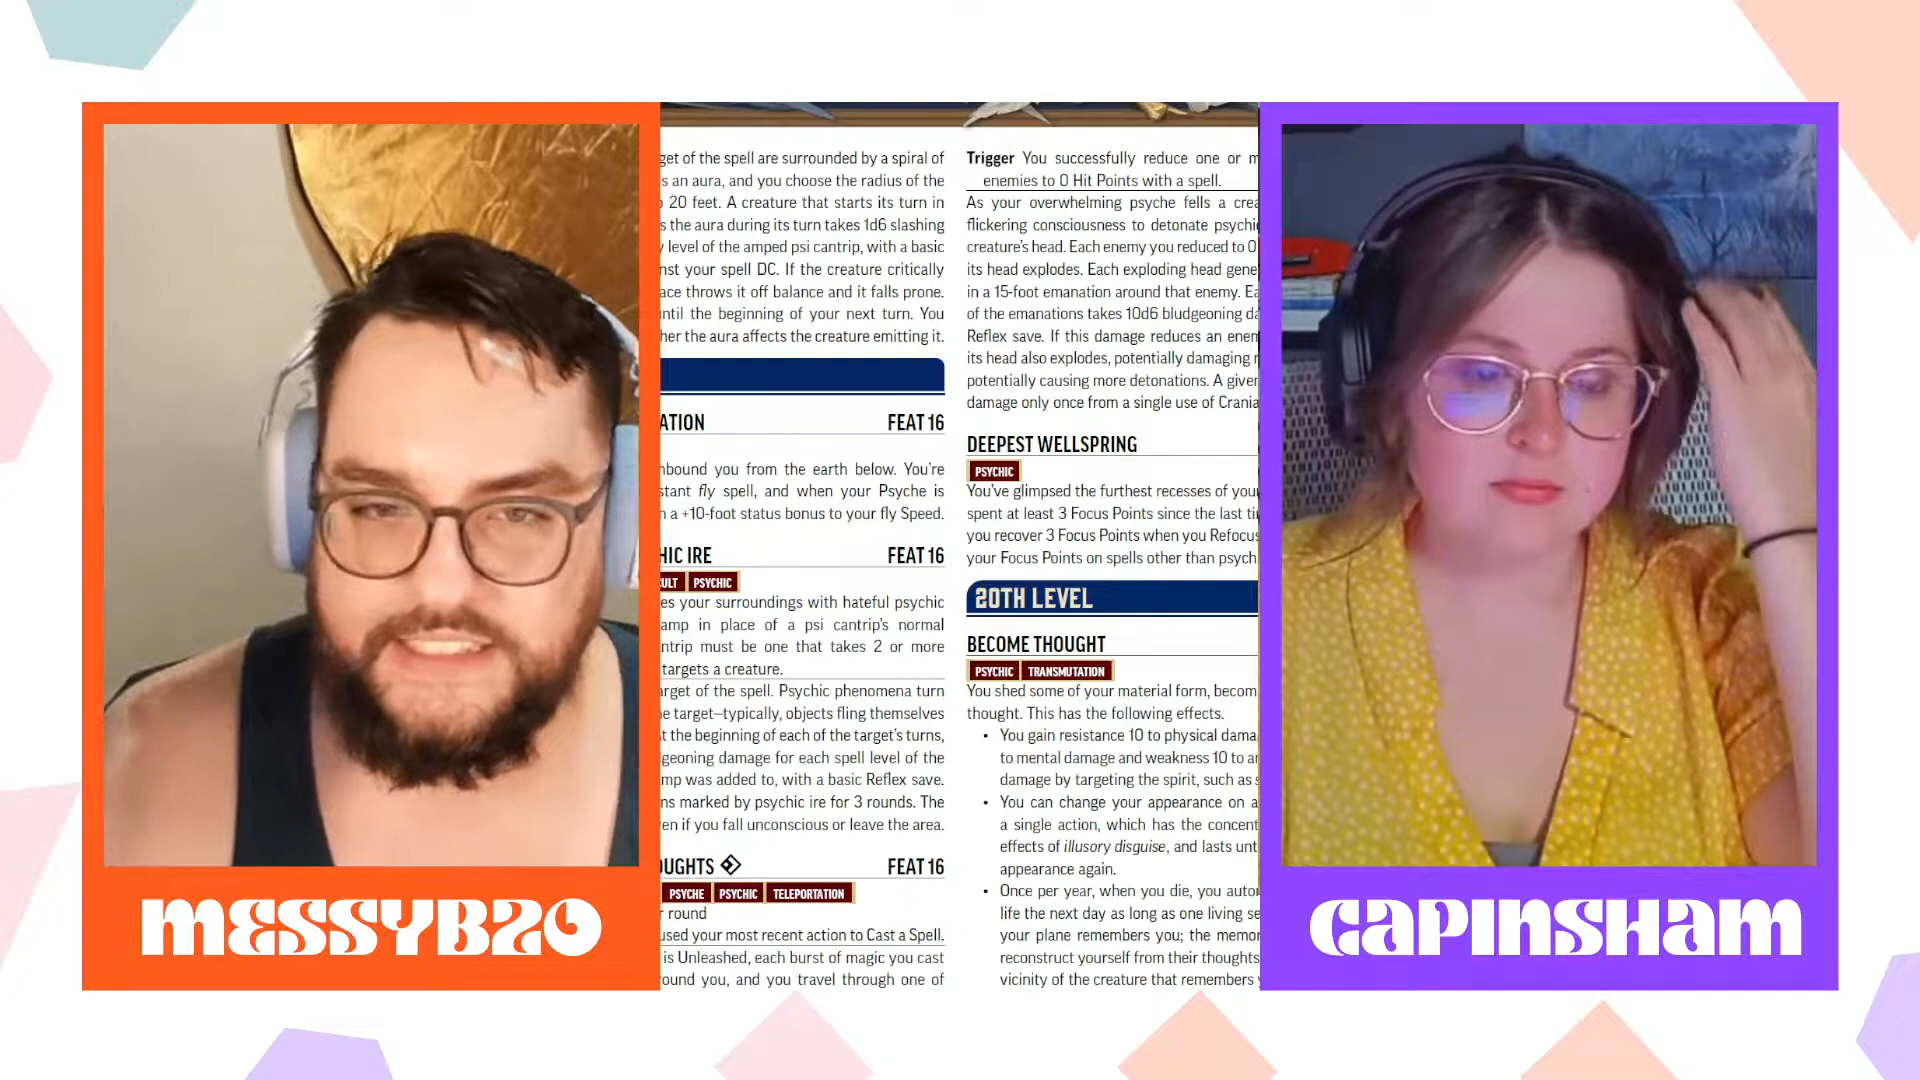 get of the spell are surrounded by a spiral of
s an aura, and you choose the radius of the
20 feet. A creature that starts its turn in
s the aura during its turn takes 1d6 slashing
level of the amped psi cantrip, with a basic
nst your spell DC. If the creature critically
ace throws it off balance and it falls prone.
ntil the beginning of your next turn. You
her the aura affects the creature emitting it.
ATION FEAT 16
nbound you from the earth below. You're
stant fly spell, and when your Psyche is
n a +10-foot status bonus to your fly Speed.
HIC IRE FEAT 16
ULT PSYCHIC
es your surroundings with hateful psychic
amp in place of a psi cantrip's normal
ntrip must be one that takes 2 or more
targets a creature.
arget of the spell. Psychic phenomena turn
e target—typically, objects fling themselves
t the beginning of each of the target's turns,
geoning damage for each spell level of the
mp was added to, with a basic Reflex save.
ns marked by psychic ire for 3 rounds. The
en if you fall unconscious or leave the area.
OUGHTS FEAT 16
PSYCHE PSYCHIC TELEPORTATION
r round
used your most recent action to Cast a Spell.
is Unleashed, each burst of magic you cast
ound you, and you travel through one of
Trigger You successfully reduce one or m
enemies to 0 Hit Points with a spell.
As your overwhelming psyche fells a crea
flickering consciousness to detonate psychi
creature's head. Each enemy you reduced to 0
its head explodes. Each exploding head gene
in a 15-foot emanation around that enemy. Ea
of the emanations takes 10d6 bludgeoning da
Reflex save. If this damage reduces an enem
its head also explodes, potentially damaging
potentially causing more detonations. A given
damage only once from a single use of Crania
DEEPEST WELLSPRING
PSYCHIC
You've glimpsed the furthest recesses of you
spent at least 3 Focus Points since the last ti
you recover 3 Focus Points when you Refocus
your Focus Points on spells other than psych
20TH LEVEL
BECOME THOUGHT
PSYCHIC TRANSMUTATION
You shed some of your material form, becom
thought. This has the following effects.
• You gain resistance 10 to physical dama
to mental damage and weakness 10 to a
damage by targeting the spirit, such as s
• You can change your appearance on a
a single action, which has the concent
effects of illusory disguise, and lasts unt
appearance again.
• Once per year, when you die, you auto
life the next day as long as one living se
your plane remembers you; the memo
reconstruct yourself from their thoughts
vicinity of the creature that remembers
MESSYB20
CAPINSHAM